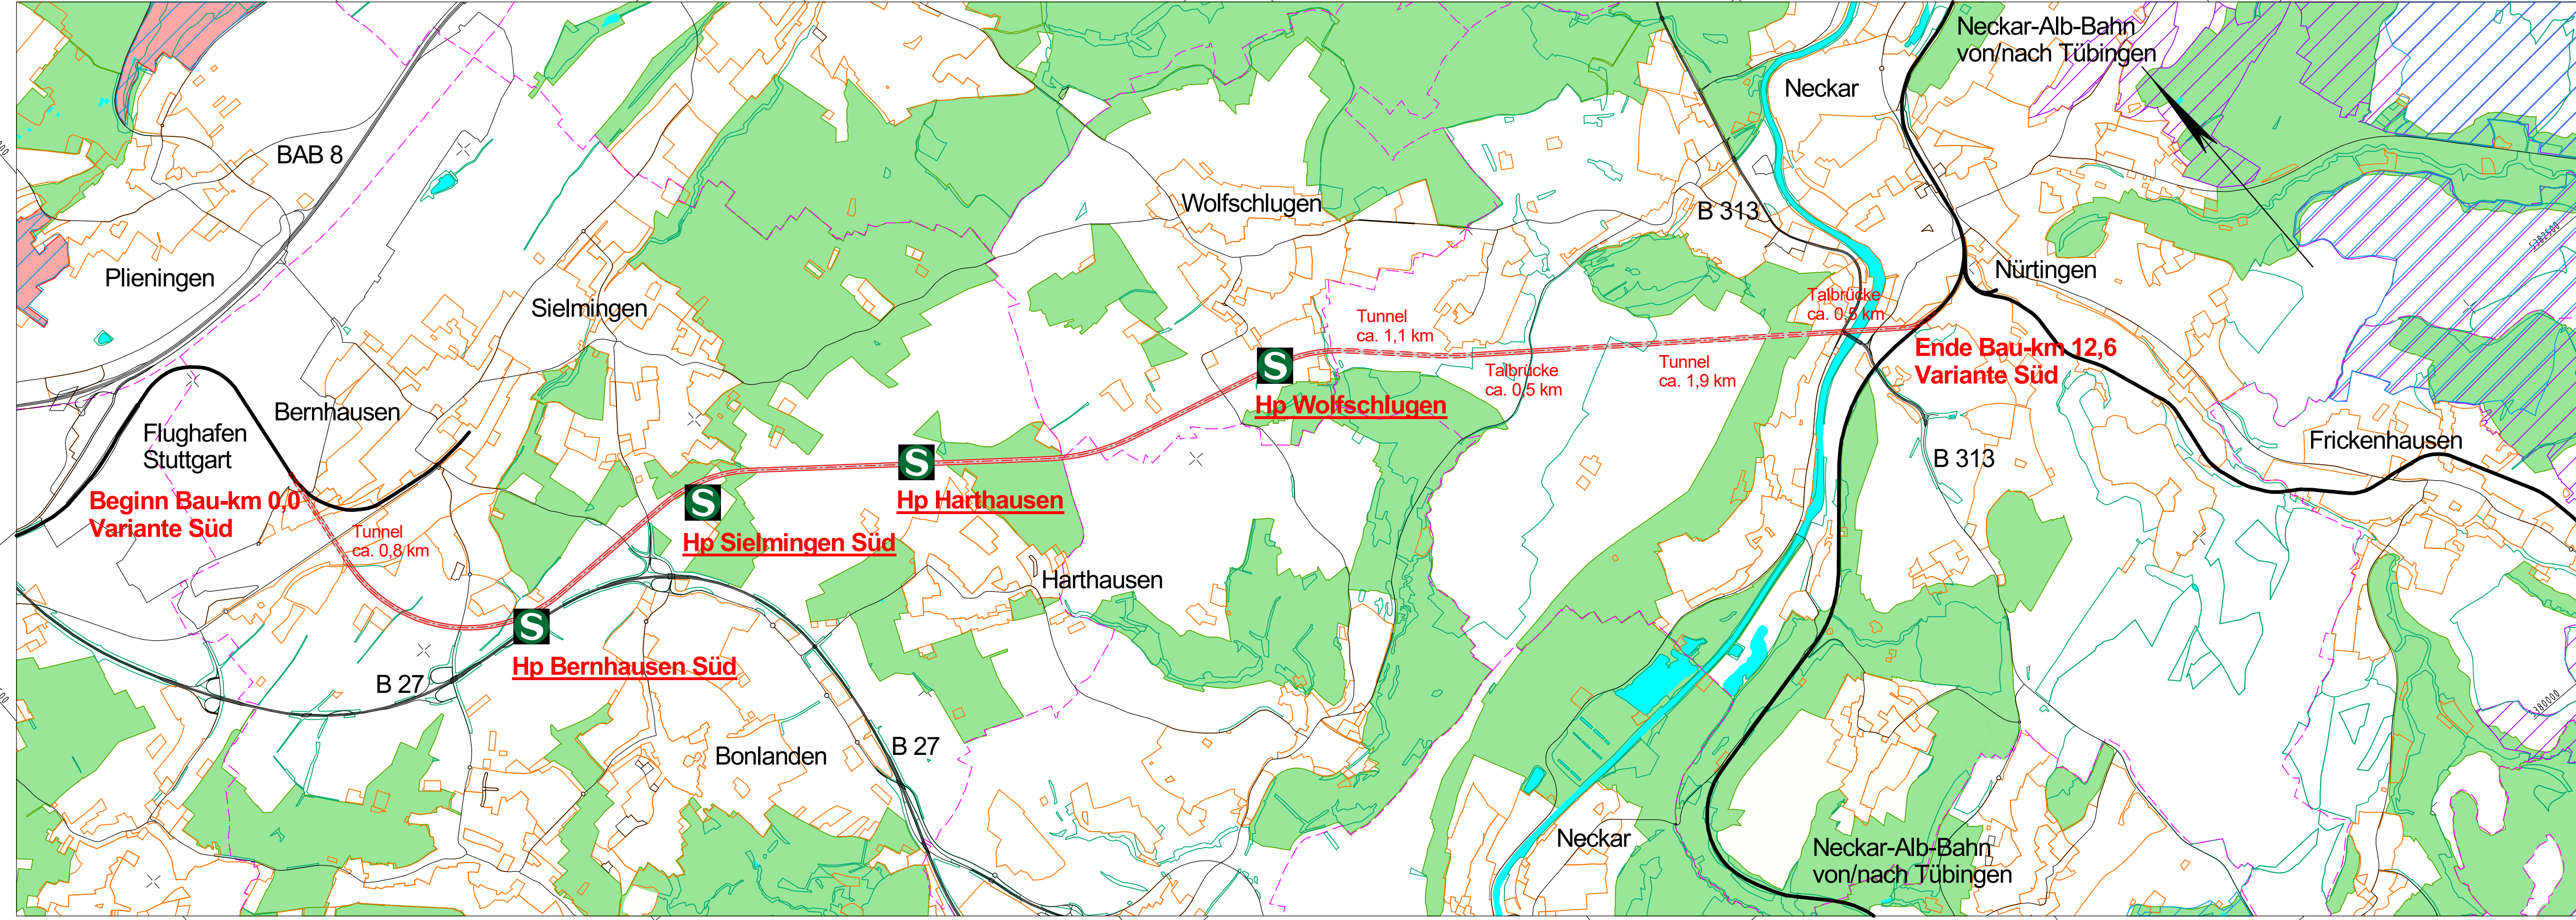 Neckar-Alb-Bahn
von/nach Tübingen
Neckar
BAB 8
Wolfschlugen
B 313
Plieningen
Nürtingen
5382500
Sielmingen
Talbrücke
ca. 0,5 km
Tunnel
ca. 1,1 km
Ende Bau-km 12,6
Variante Süd
S
Talbrücke
ca. 0,5 km
Tunnel
ca. 1,9 km
Hp Wolfschlugen
Bernhausen
Flughafen
Stuttgart
Frickenhausen
B 313
S
Beginn Bau-km 0,0
Variante Süd
Hp Harthausen
S
Tunnel
ca. 0,8 km
Hp Sielmingen Süd
Harthausen
S
Hp Bernhausen Süd
B 27
B 27
Bonlanden
Neckar
Neckar-Alb-Bahn
von/nach Tübingen